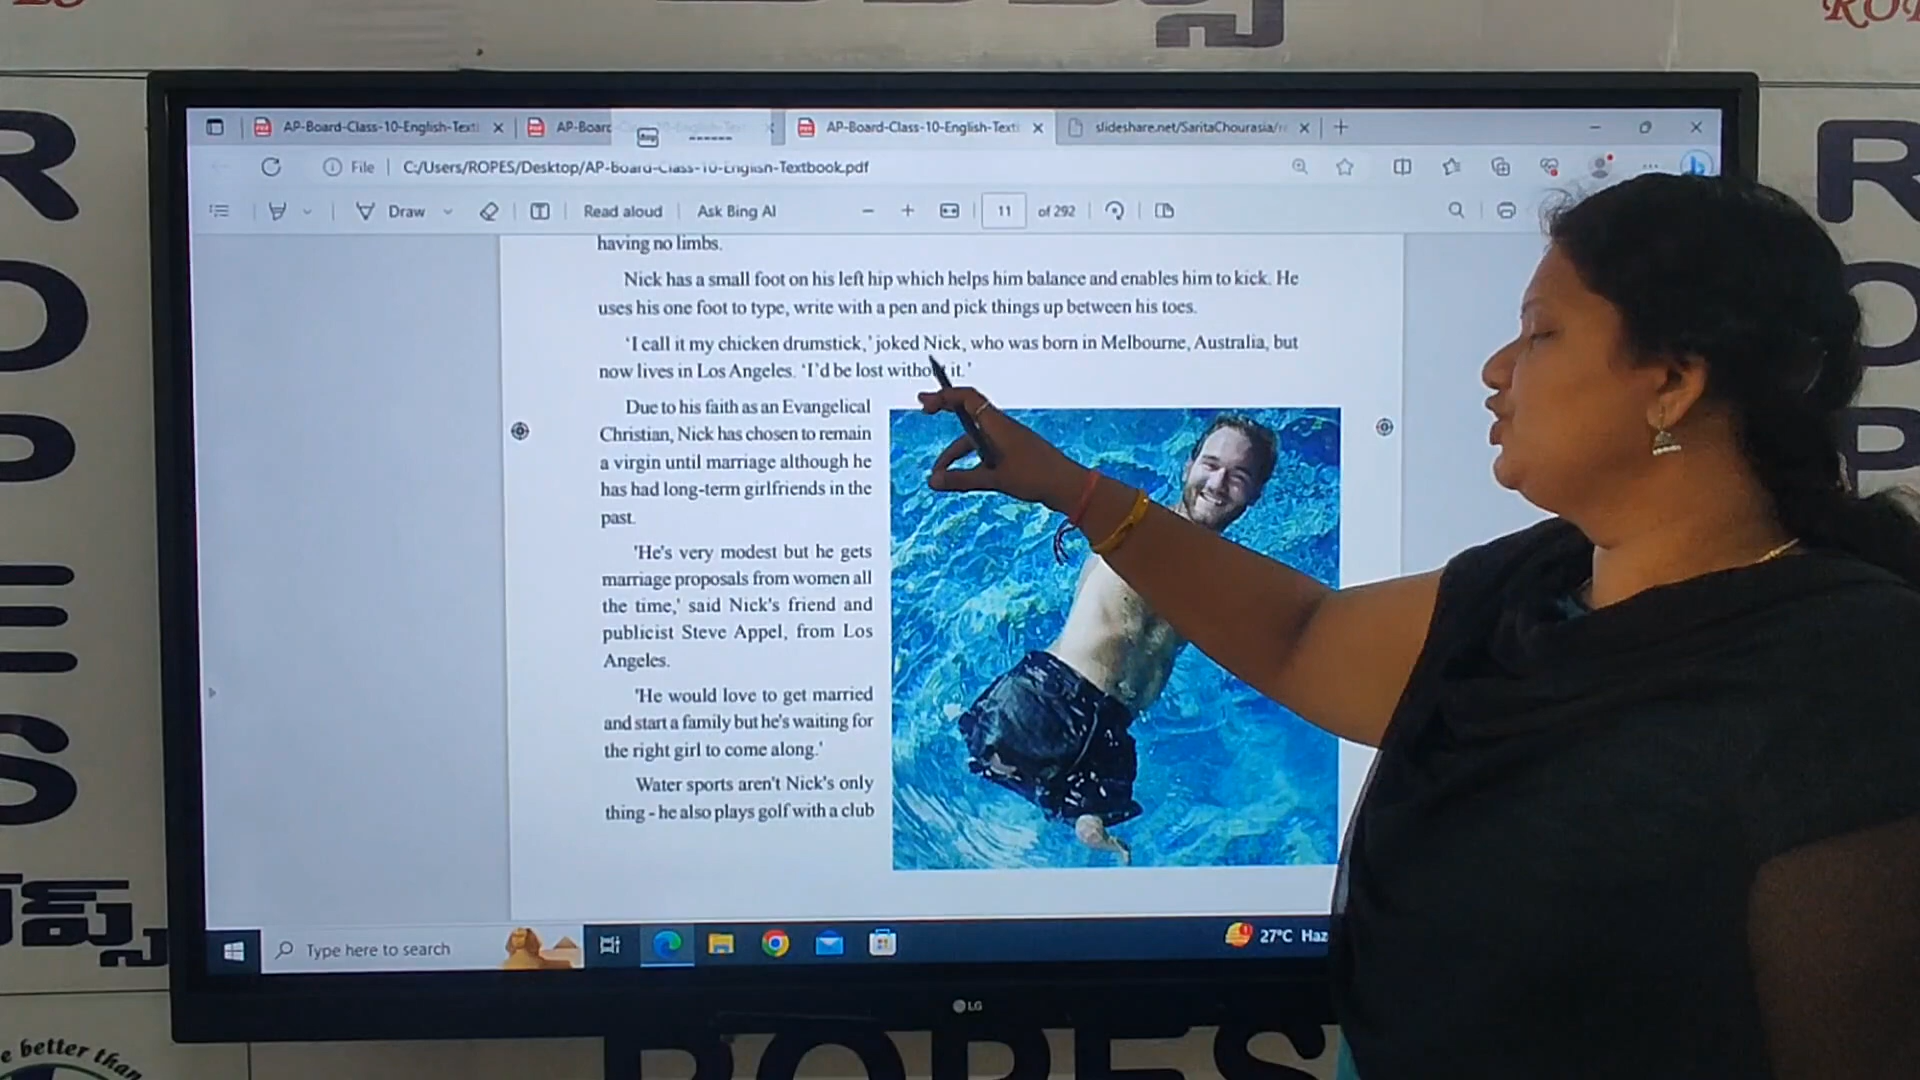 ROPES
AP-Board-Class-10-English-Text
AP-Board
AP-Board-Class-10-English-Text
slideshare.net/SaritaChourasia/r
File
C:/Users/ROPES/Desktop/AP-Board-Class-10-English-Textbook.pdf
Draw
Read aloud
Ask Bing AI
11
of 292
having no limbs.
Nick has a small foot on his left hip which helps him balance and enables him to kick. He
uses his one foot to type, write with a pen and pick things up between his toes.
'I call it my chicken drumstick,' joked Nick, who was born in Melbourne, Australia, but
now lives in Los Angeles. 'I'd be lost without it.'
Due to his faith as an Evangelical
Christian, Nick has chosen to remain
a virgin until marriage although he
has had long-term girlfriends in the
past.
'He's very modest but he gets
marriage proposals from women all
the time,' said Nick's friend and
publicist Steve Appel, from Los
Angeles.
'He would love to get married
and start a family but he's waiting for
the right girl to come along.'
Water sports aren't Nick's only
thing - he also plays golf with a club
Type here to search
27°C Haz
LG
ROPES
e better than
R
O
P